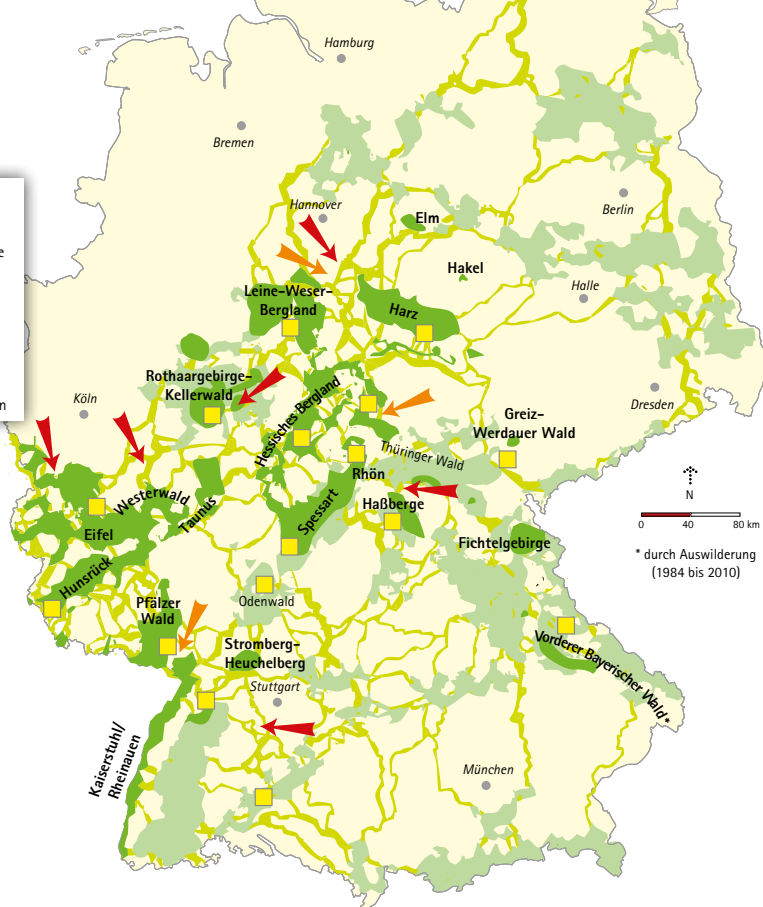 Hamburg
Bremen
Hannover
Elm
Berlin
e
Hakel
Leine-Weser-
Bergland
Halle
Harz
Rothaargebirge-
Kellerwald
n
Köln
Hessisches-Bergland
Dresden
Greiz-
Werdauer Wald
Thüringer Wald
Rhön
Westerwald
Taunus
Spessart
Haßberge
N
0 40 80 km
Eifel
Fichtelgebirge
* durch Auswilderung
(1984 bis 2010)
Hunsrück
Pfälzer
Wald
Odenwald
Stromberg-
Heuchelberg
Vorderer Bayerischer Wald*
Stuttgart
Kaiserstuhl/
Rheinauen
München